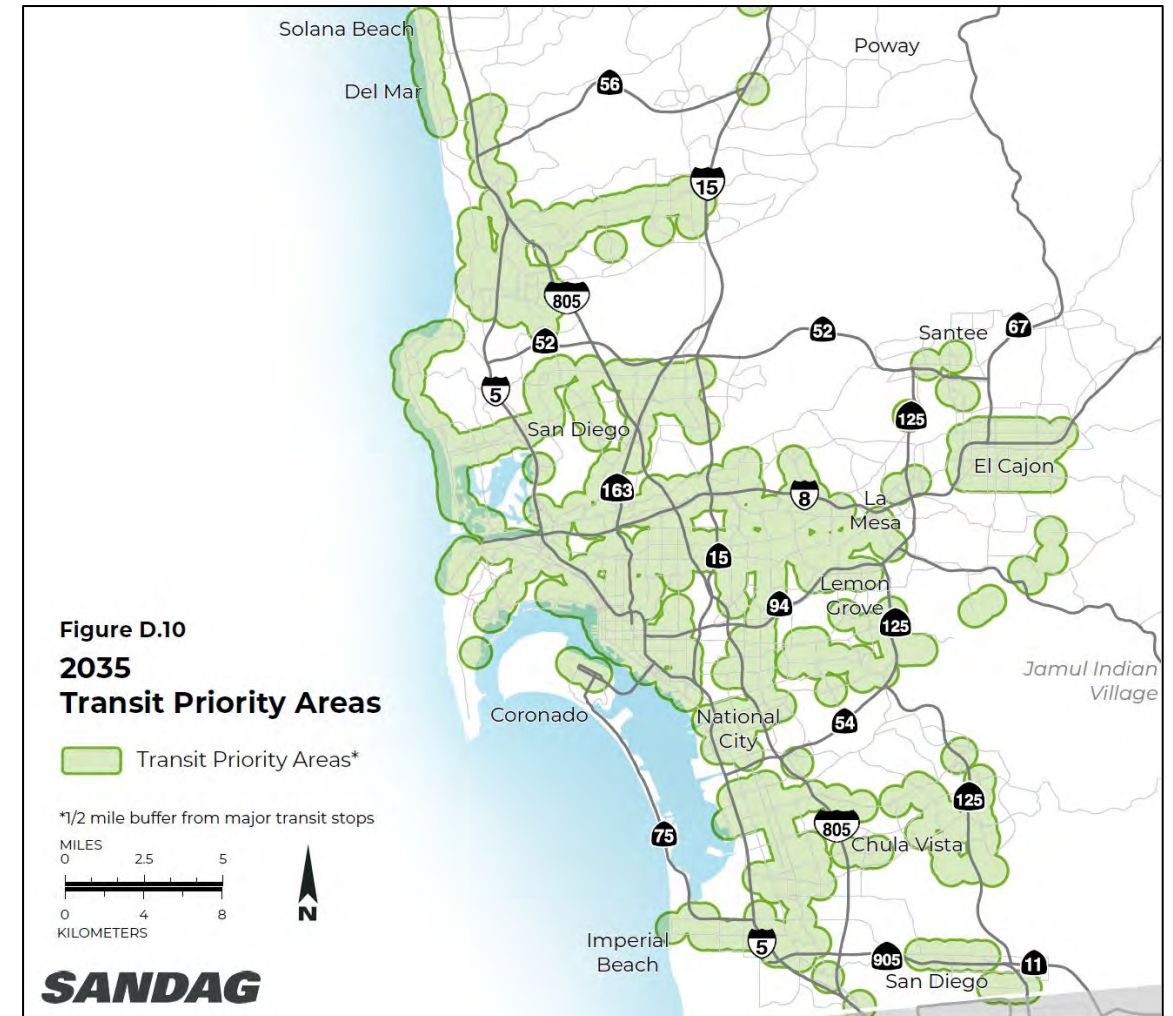 Solana Beach
Poway
56
Del Mar
15
805
52
52
Santee
67
5
125
San Diego
El Cajon
163
8
La
Mesa
15
94
Lemon
Grove
125
Figure D.10
2035
Transit Priority Areas
Jamul Indian
Village
Coronado
National
City
54
Transit Priority Areas*
125
*1/2 mile buffer from major transit stops
MILES
0 2.5 5
805
75
Chula Vista
0 4 8
KILOMETERS
N
Imperial
Beach
5
905
11
San Diego
SANDAG